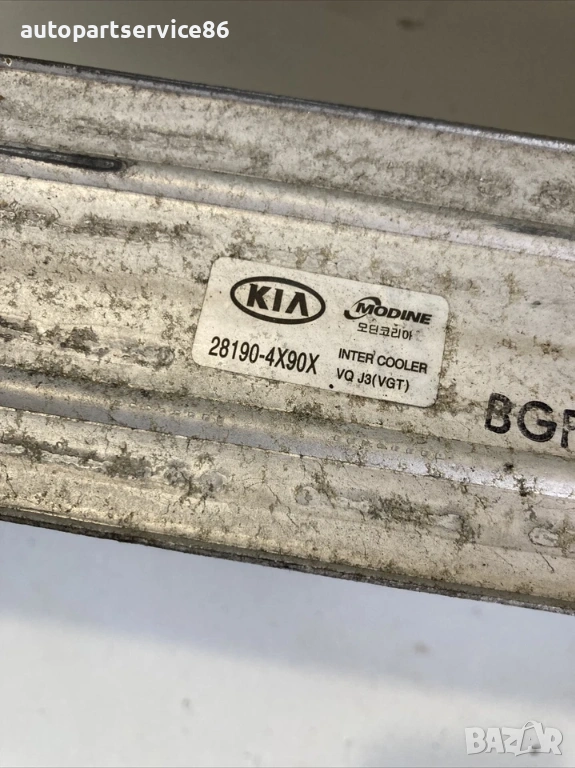 autopartservice86
KIA
MODINE
모딘코리아
28190-4X90X
INTER COOLER
VQ J3(VGT)
BGF
BAZAR